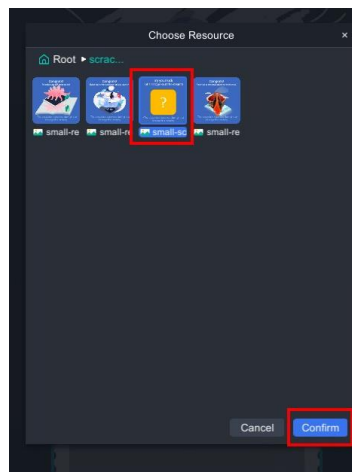 Choose Resource
×
Root
scrac...
?
small-re
small-re
small-sc
small-re
Cancel
Confirm